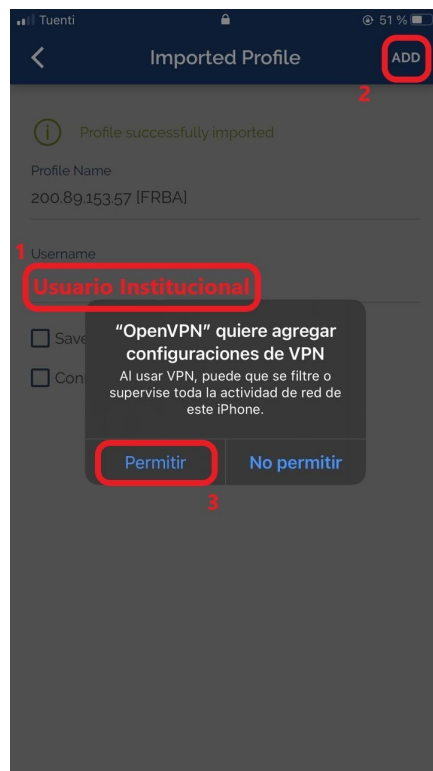 Tuenti 51 %
Imported Profile ADD
2
Profile successfully imported
Profile Name
200.89.153.57 [FRBA]
1 Username
Usuario Institucional
Save
“OpenVPN” quiere agregar
configuraciones de VPN
Con
Al usar VPN, puede que se filtre o
supervise toda la actividad de red de
este iPhone.
Permitir No permitir
3